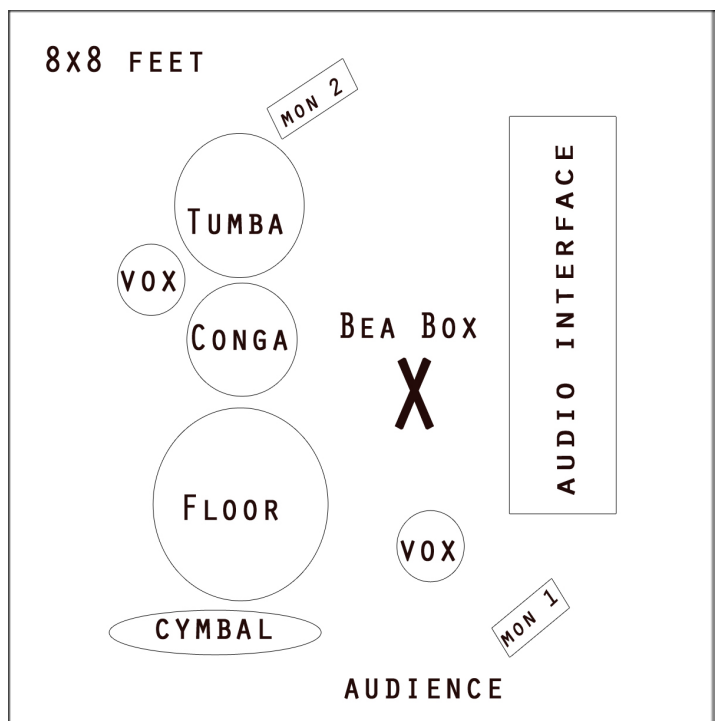 8x8 FEET
MON 2
TUMBA
VOX
CONGA
BEA BOX
X
AUDIO INTERFACE
FLOOR
VOX
MON 1
CYMBAL
AUDIENCE